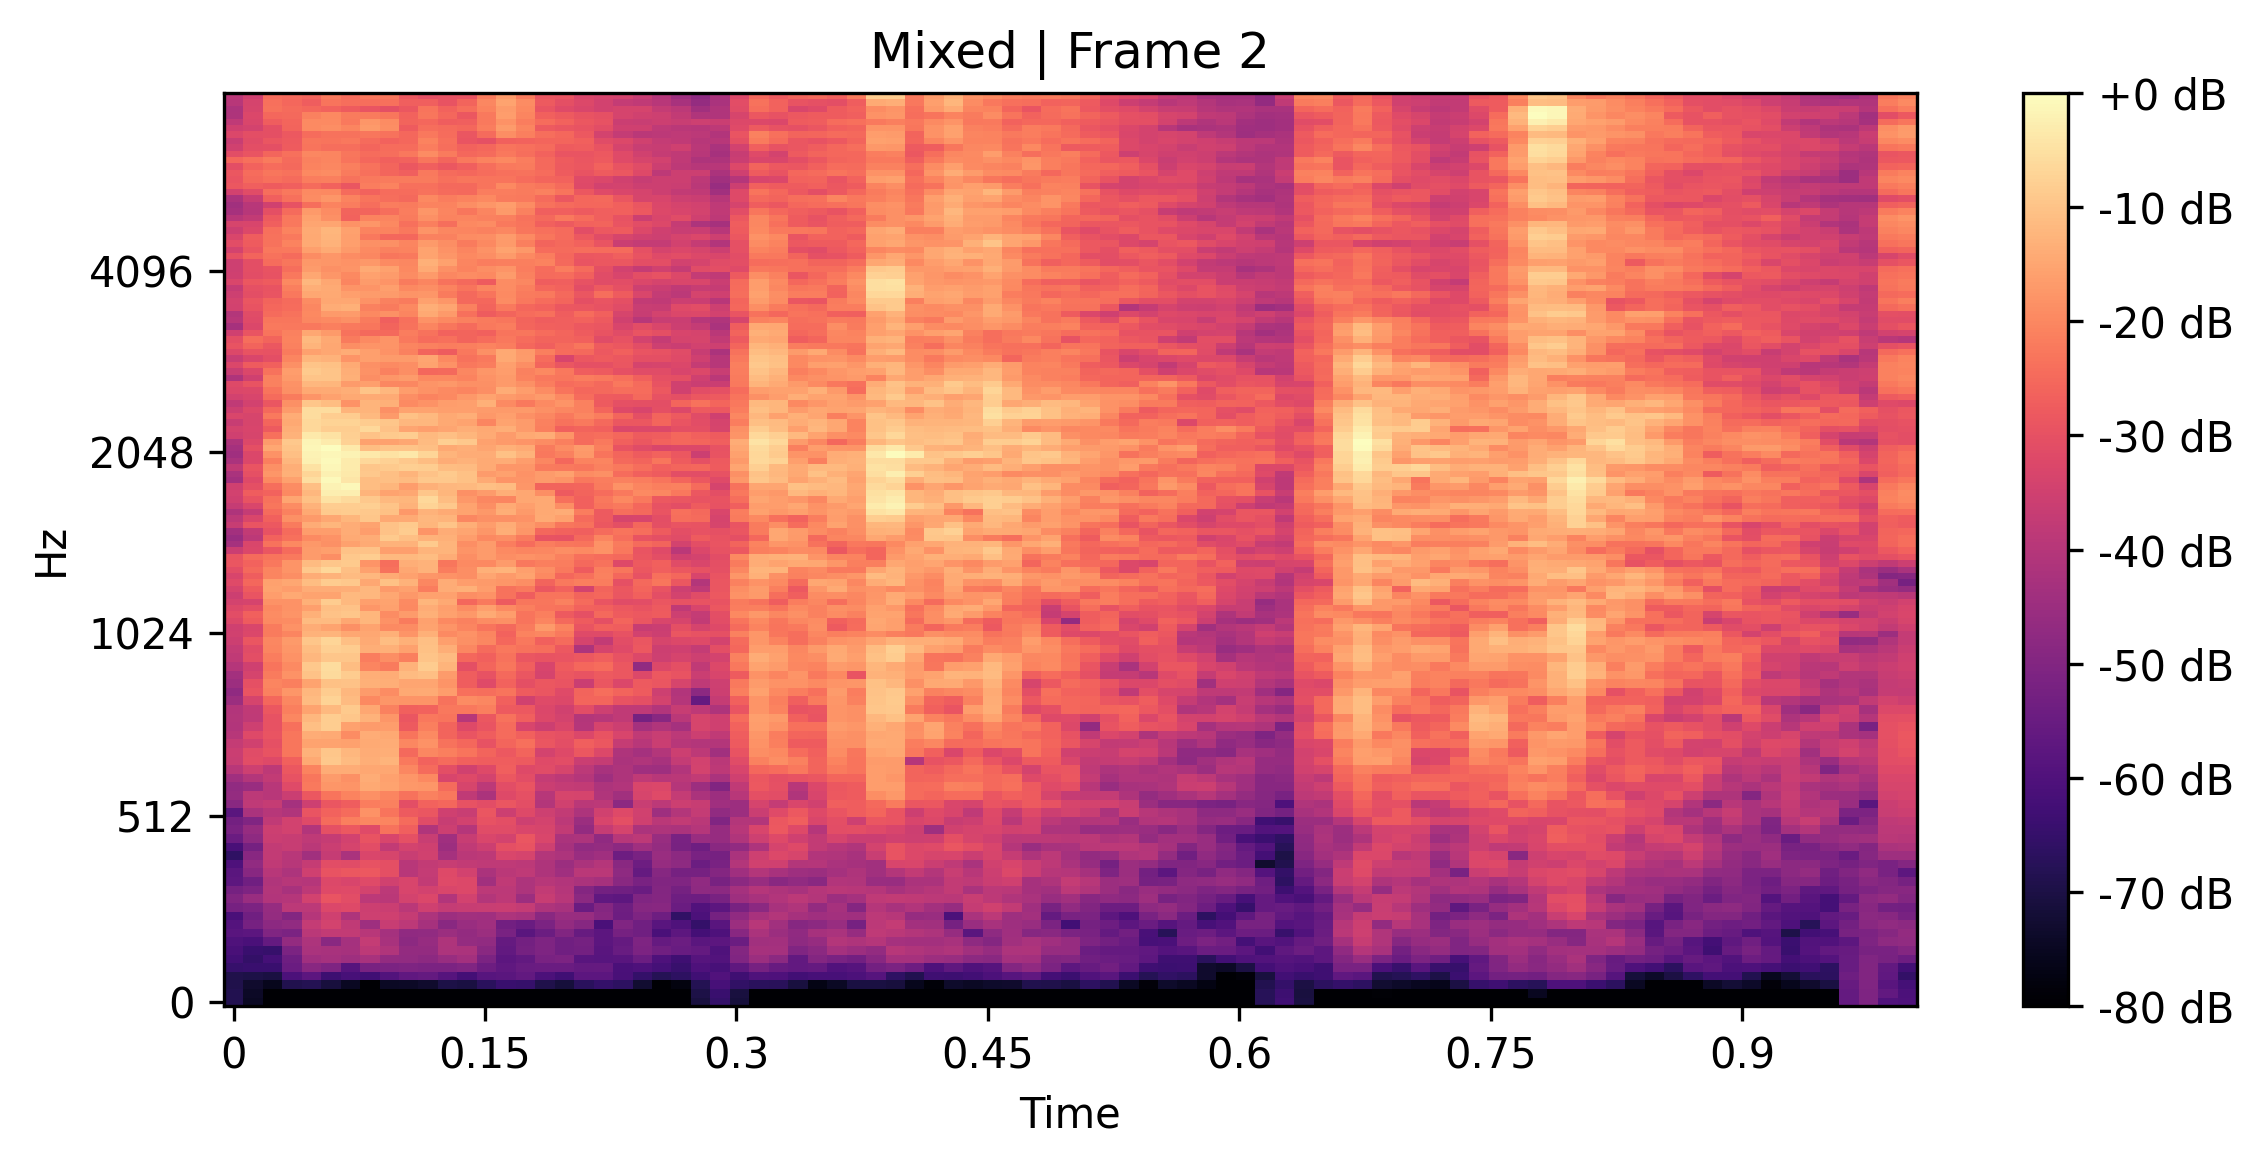 Mixed | Frame 2
+0 dB
-10 dB
-20 dB
-30 dB
-40 dB
-50 dB
-60 dB
-70 dB
-80 dB
Hz
4096
2048
1024
512
0
0 0.15 0.3 0.45 0.6 0.75 0.9
Time